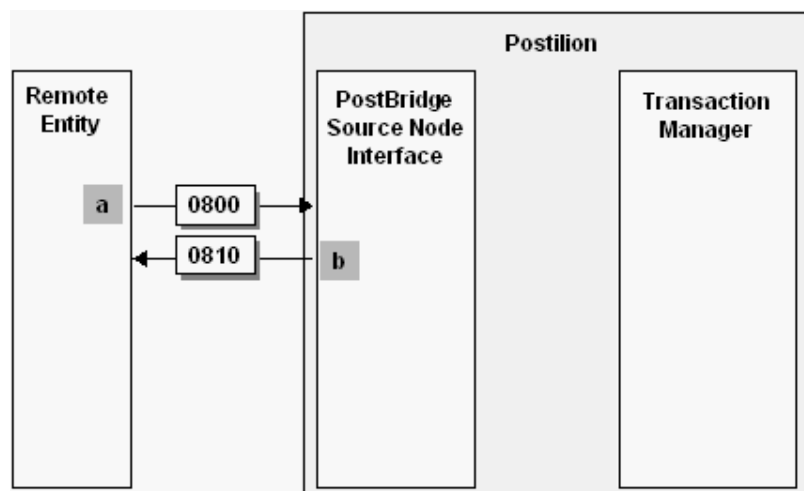 Postilion
Remote
Entity
PostBridge
Source Node
Interface
Transaction
Manager
a
0800
0810
b